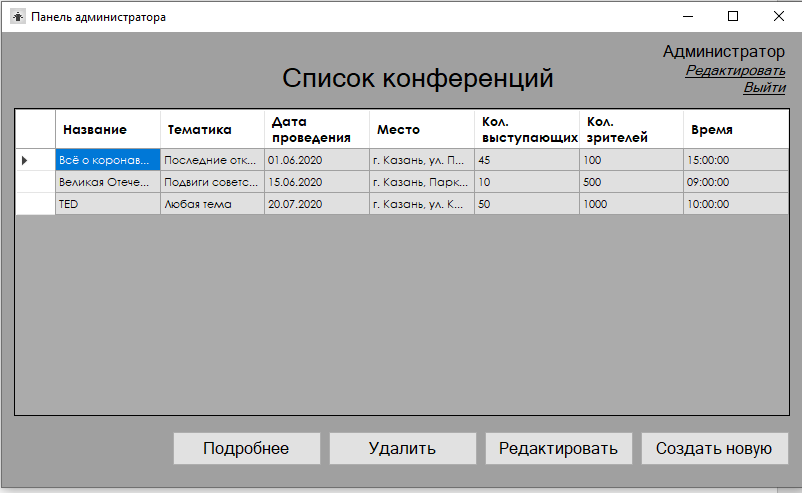 Панель администратора
Администратор
Редактировать
Выйти
Список конференций
Название Тематика Дата проведения Место Кол. выступающих Кол. зрителей Время
Всё о коронав... Последние отк... 01.06.2020 г. Казань, ул. П... 45 100 15:00:00
Великая Отече... Подвиги советс... 15.06.2020 г. Казань, Парк... 10 500 09:00:00
TED Любая тема 20.07.2020 г. Казань, ул. К... 50 1000 10:00:00
Подробнее Удалить Редактировать Создать новую